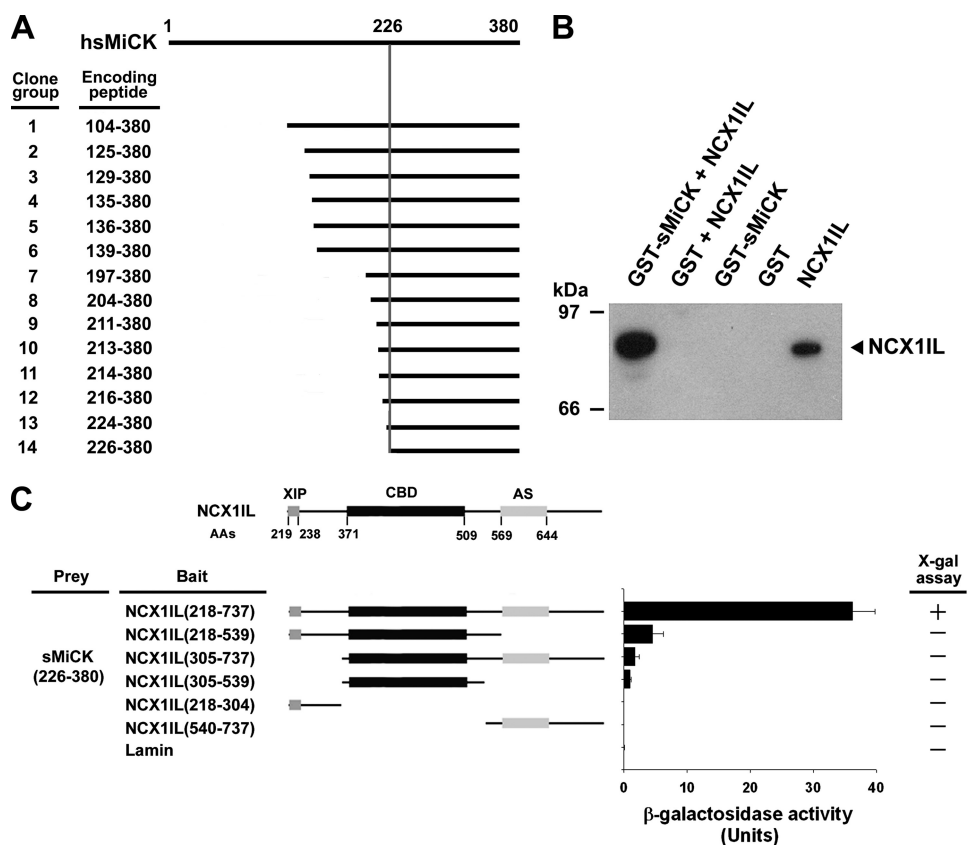 A
1 226 380
hsMiCK
Clone group Encoding peptide
1 104-380
2 125-380
3 129-380
4 135-380
5 136-380
6 139-380
7 197-380
8 204-380
9 211-380
10 213-380
11 214-380
12 216-380
13 224-380
14 226-380
B
GST-sMiCK + NCX1IL
GST + NCX1IL
GST-sMiCK
GST
NCX1IL
kDa
97
66
◄NCX1IL
C
XIP CBD AS
NCX1IL
AAs 219 238 371 509 569 644
Prey Bait X-gal assay
sMiCK (226-380)
NCX1IL(218-737) +
NCX1IL(218-539) −
NCX1IL(305-737) −
NCX1IL(305-539) −
NCX1IL(218-304) −
NCX1IL(540-737) −
Lamin −
0 10 20 30 40
β-galactosidase activity
(Units)